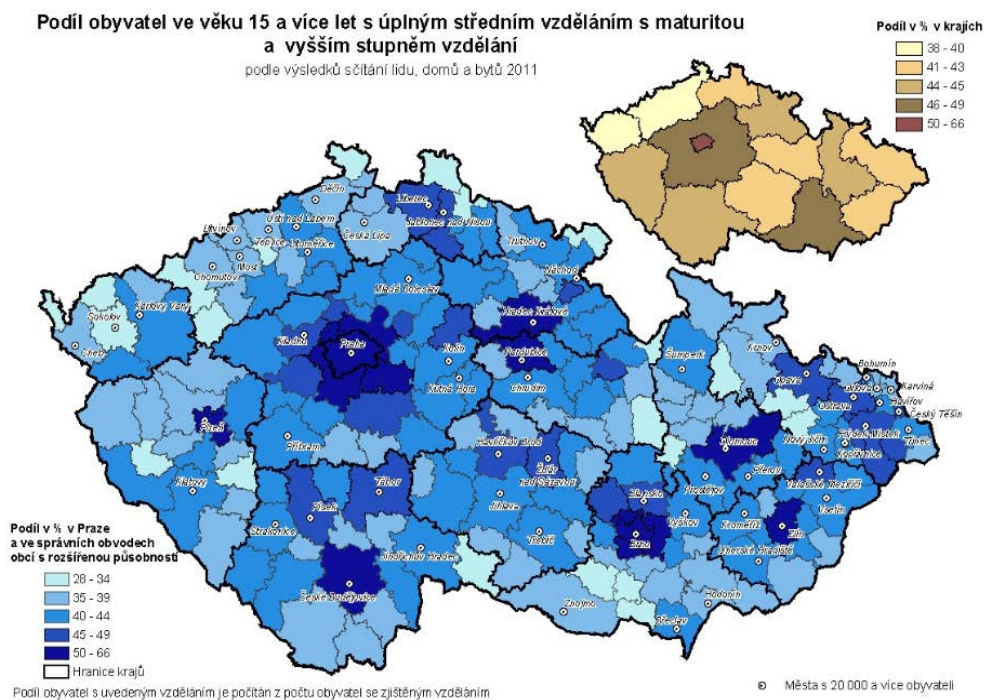 Podíl obyvatel ve věku 15 a více let s úplným středním vzděláním s maturitou
a vyšším stupněm vzdělání
podle výsledků sčítání lidu, domů a bytů 2011
Podíl v % v krajích
38 - 40
41 - 43
44 - 45
46 - 49
50 - 66
Děčín
Liberec
Ústí nad Labem
Jablonec nad Nisou
Litvínov
Teplice
Litoměřice
Česká Lípa
Most
Trutnov
Chomutov
Náchod
Mladá Boleslav
Karlovy Vary
Sokolov
Hradec Králové
Cheb
Kladno
Praha
Kolín
Pardubice
Krnov
Šumperk
Kutná Hora
Chrudim
Bohumín
Opava
Orlová
Karviná
Havířov
Ostrava
Český Těšín
Plzeň
Havlíčkův Brod
Olomouc
Nový Jičín
Frýdek-Místek
Třinec
Kopřivnice
Příbram
Žďár
nad Sázavou
Přerov
Valašské Meziříčí
Klatovy
Tábor
Písek
Jihlava
Blansko
Prostějov
Vsetín
Vyškov
Kroměříž
Zlín
Strakonice
Třebíč
Brno
Uherské Hradiště
Jindřichův Hradec
České Budějovice
Znojmo
Hodonín
Břeclav
Podíl v % v Praze
a ve správních obvodech
obcí s rozšířenou působností
28 - 34
35 - 39
40 - 44
45 - 49
50 - 66
Hranice krajů
Města s 20 000 a více obyvateli
Podíl obyvatel s uvedeným vzděláním je počítán z počtu obyvatel se zjištěným vzděláním